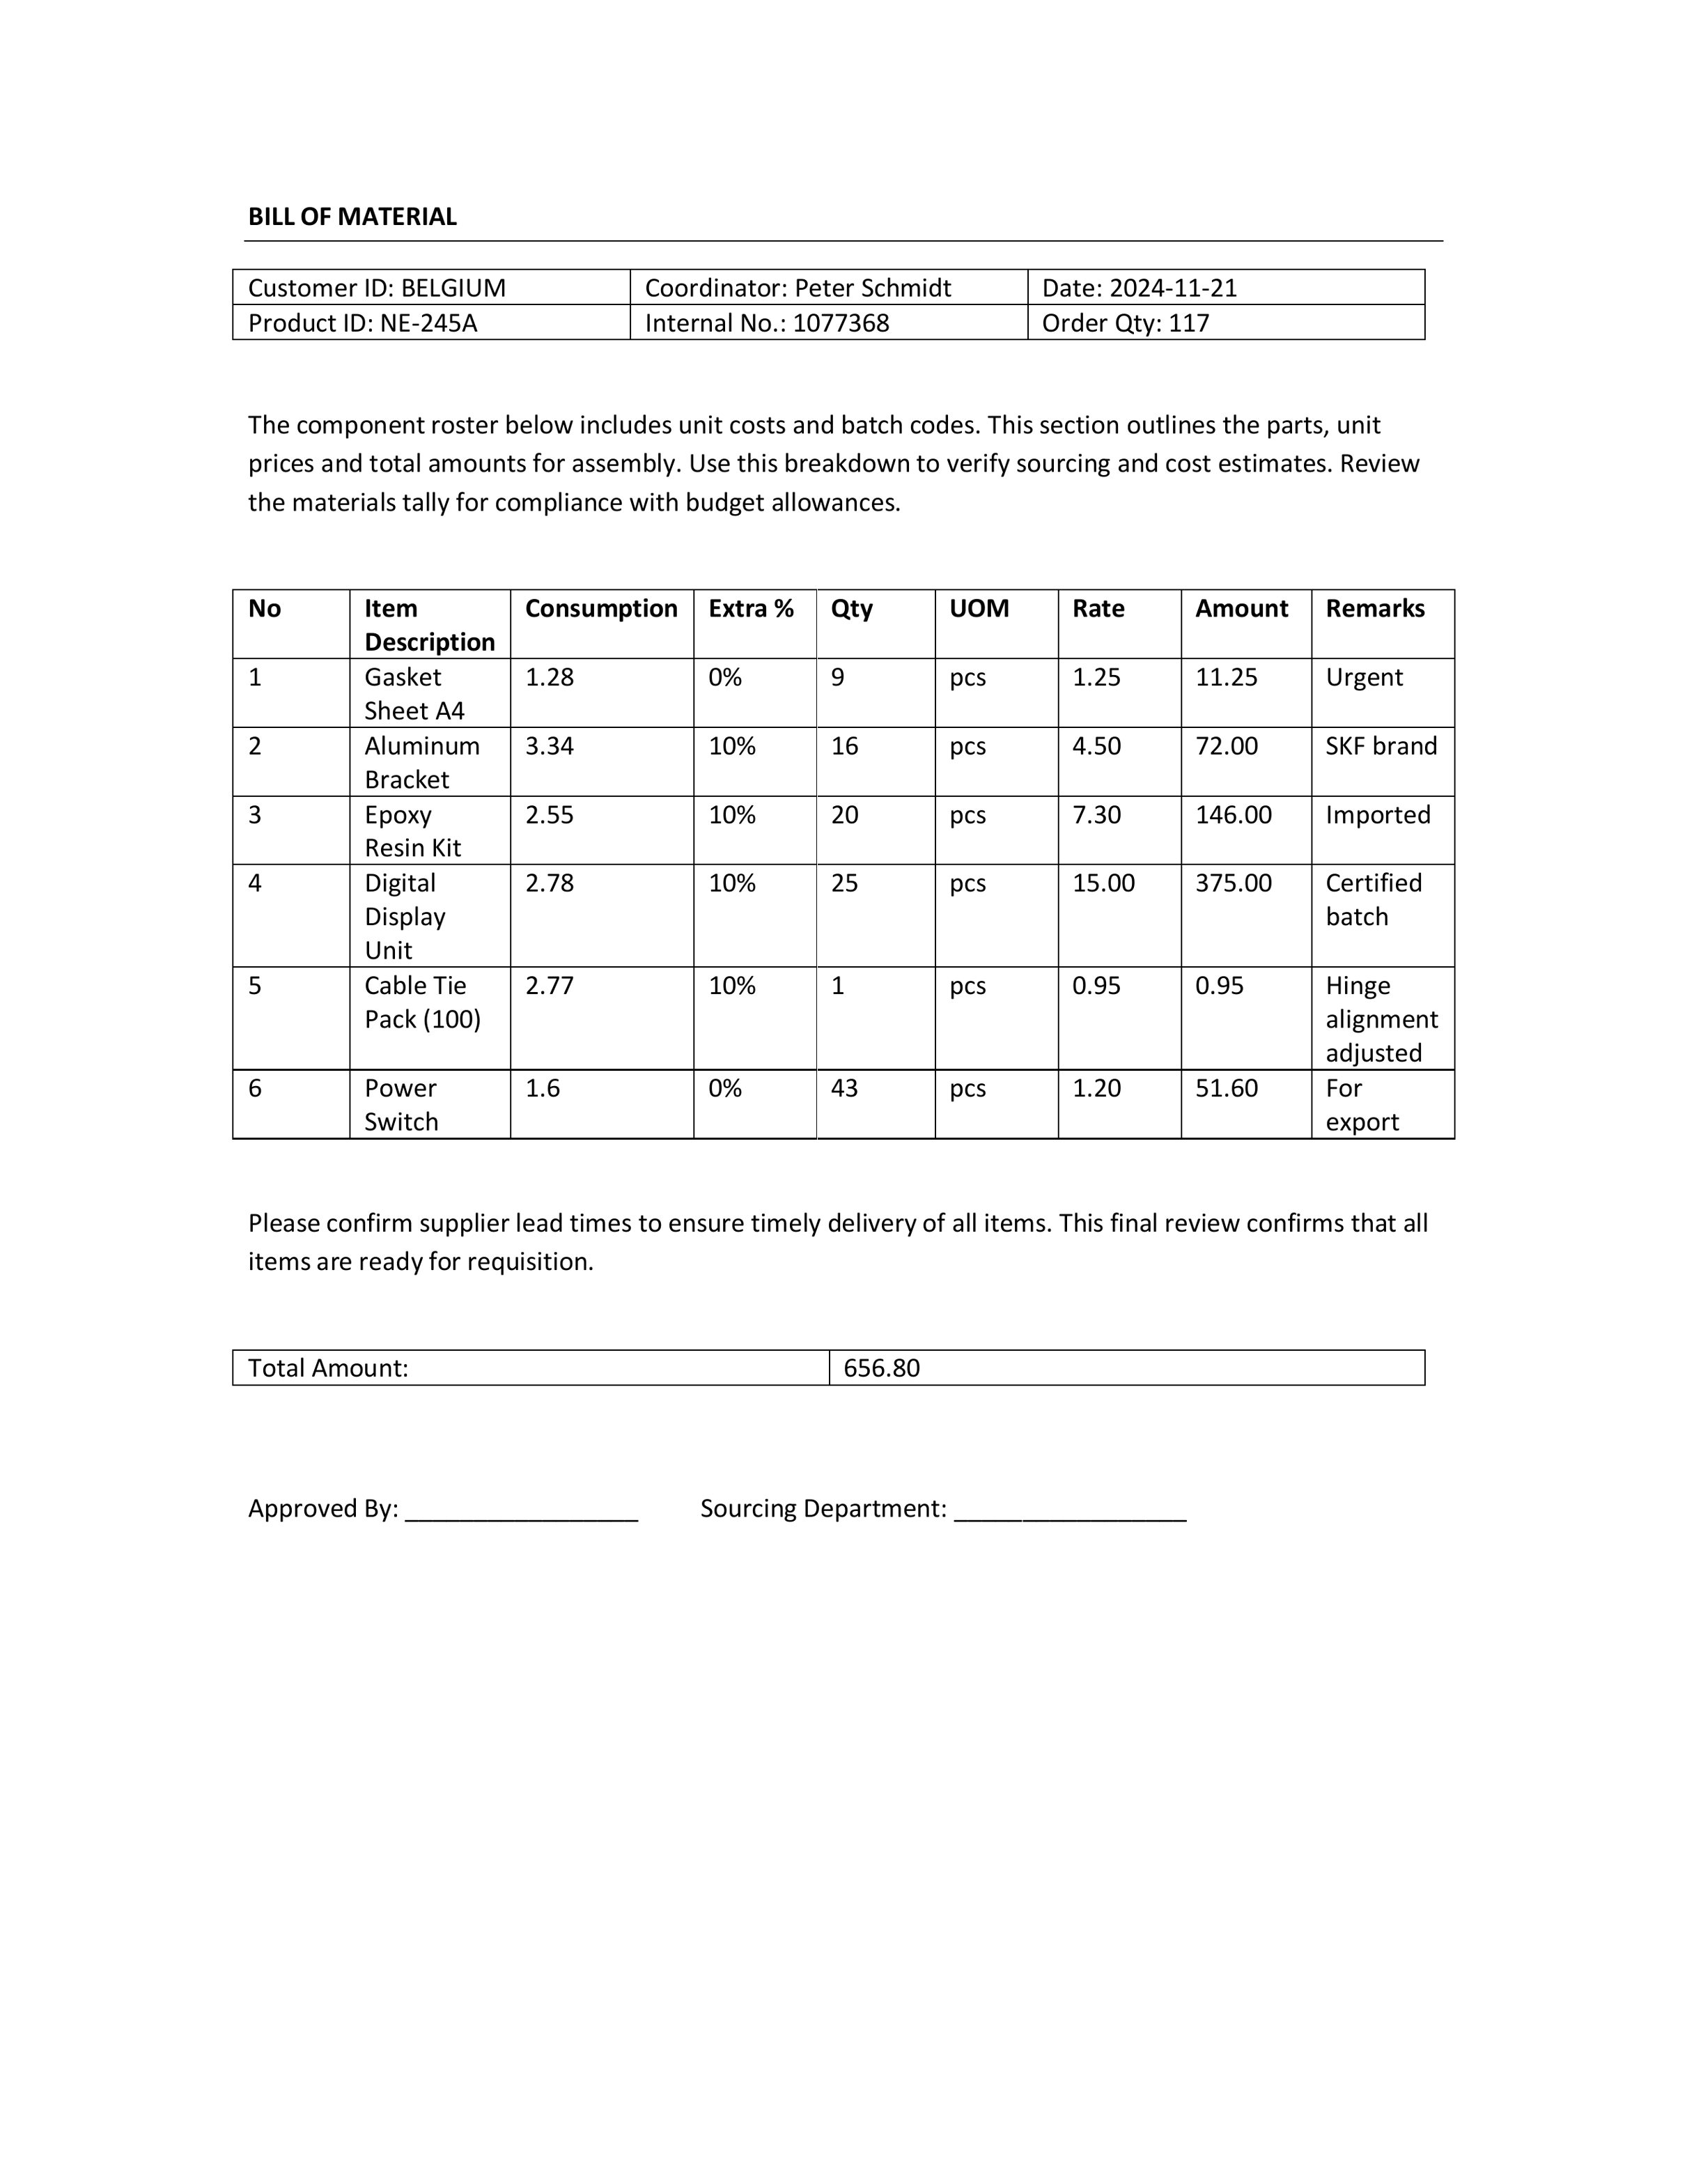 BILL OF MATERIAL
Customer ID: BELGIUM Coordinator: Peter Schmidt Date: 2024-11-21
Product ID: NE-245A Internal No.: 1077368 Order Qty: 117
The component roster below includes unit costs and batch codes. This section outlines the parts, unit
prices and total amounts for assembly. Use this breakdown to verify sourcing and cost estimates. Review
the materials tally for compliance with budget allowances.
No Item Consumption Extra % Qty UOM Rate Amount Remarks
Description
1 Gasket 1.28 0% 9 pcs 1.25 11.25 Urgent
Sheet A4
2 Aluminum 3.34 10% 16 pcs 4.50 72.00 SKF brand
Bracket
3 Epoxy 2.55 10% 20 pcs 7.30 146.00 Imported
Resin Kit
4 Digital 2.78 10% 25 pcs 15.00 375.00 Certified
Display batch
Unit
5 Cable Tie 2.77 10% 1 pcs 0.95 0.95 Hinge
Pack (100) alignment
adjusted
6 Power 1.6 0% 43 pcs 1.20 51.60 For
Switch export
Please confirm supplier lead times to ensure timely delivery of all items. This final review confirms that all
items are ready for requisition.
Total Amount: 656.80
Approved By: _________________ Sourcing Department: _________________